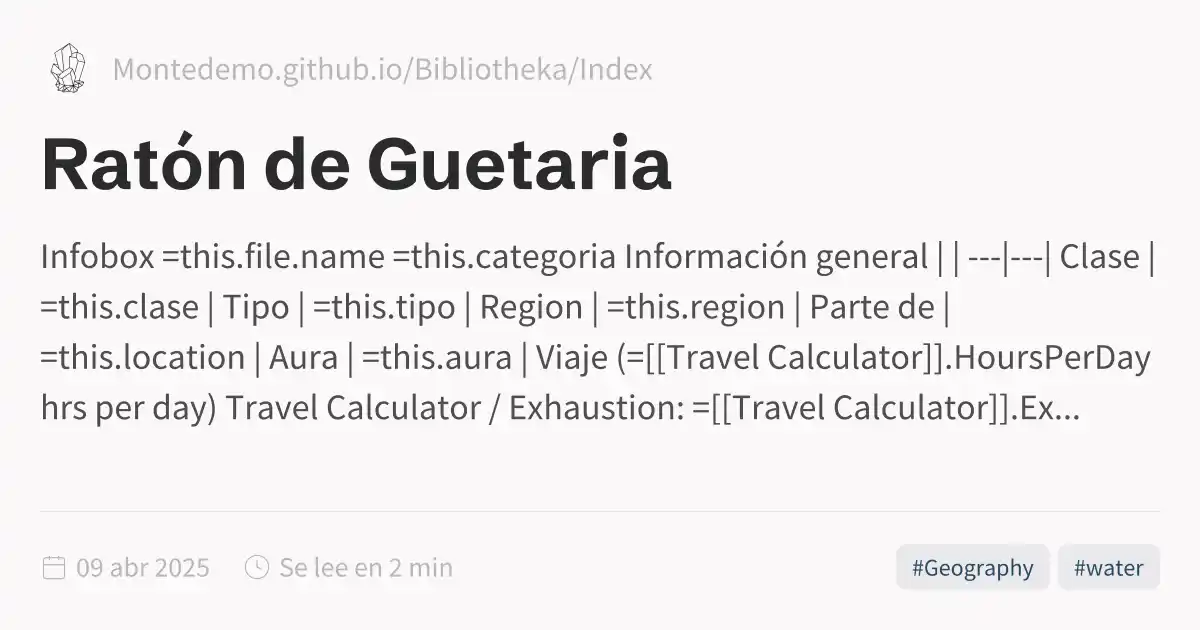 Montedemo.github.io/Bibliotheka/Index
Ratón de Guetaria
Infobox =this.file.name =this.categoria Información general | | ---|---| Clase |
=this.clase | Tipo | =this.tipo | Region | =this.region | Parte de |
=this.location | Aura | =this.aura | Viaje (=[[Travel Calculator]].HoursPerDay
hrs per day) Travel Calculator / Exhaustion: =[[Travel Calculator]].Ex...
09 abr 2025 Se lee en 2 min #Geography #water